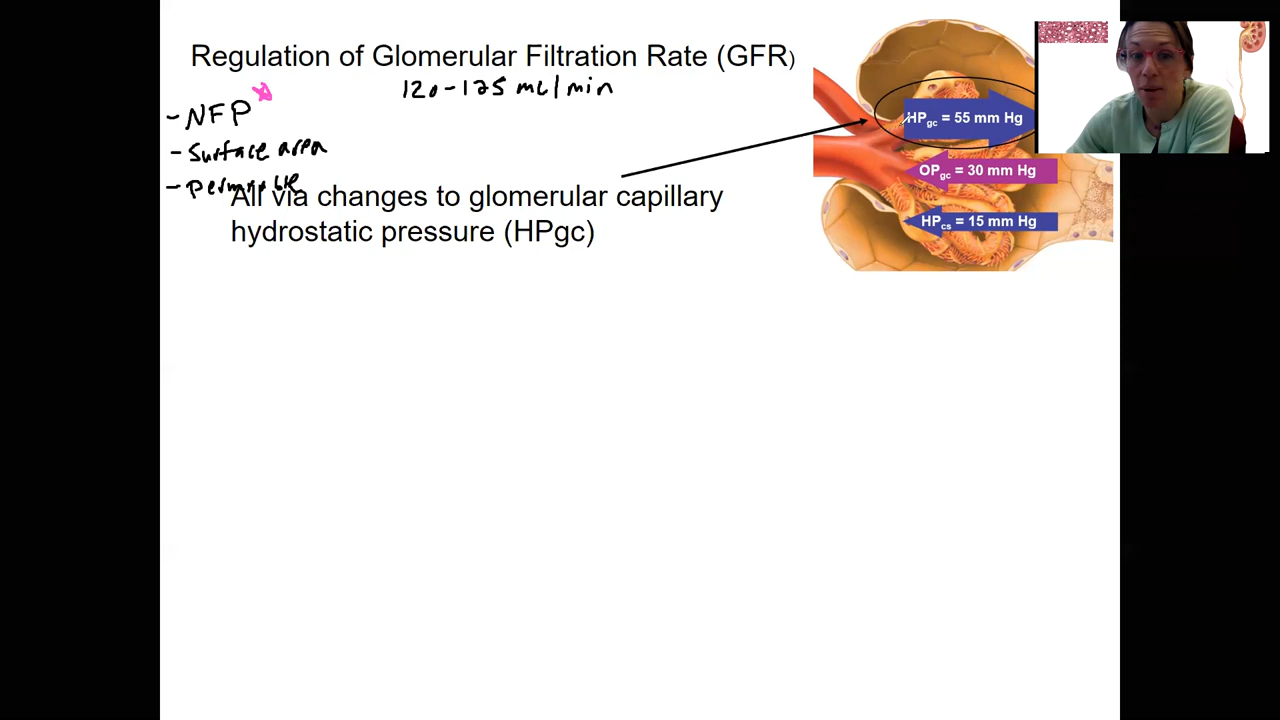 Regulation of Glomerular Filtration Rate (GFR)
120-125 mL/min
- NFP
- Surface area
All via changes to glomerular capillary
hydrostatic pressure (HPgc)
HPgc = 55 mm Hg
OPgc = 30 mm Hg
HPcs = 15 mm Hg